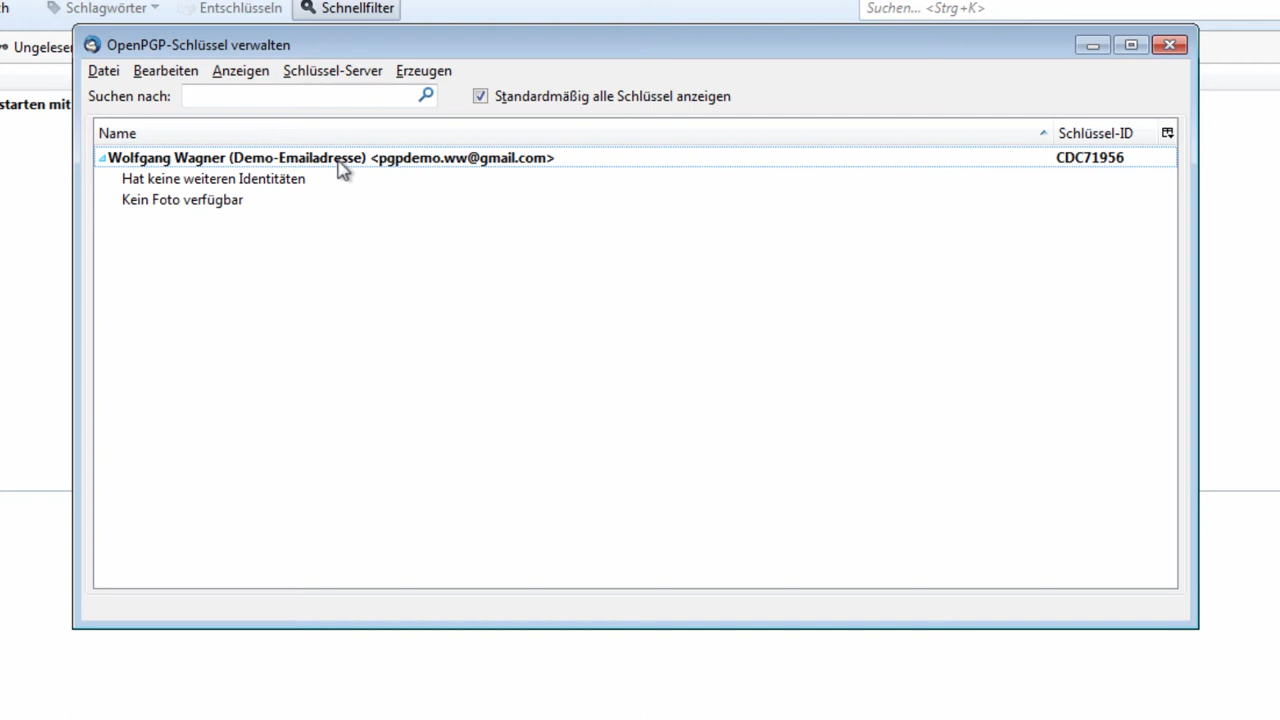 ch Schlagwörter Entschlüsseln Schnellfilter Suchen... <Strg+K>
OpenPGP-Schlüssel verwalten
Ungelesen
Datei Bearbeiten Anzeigen Schlüssel-Server Erzeugen
Suchen nach: Standardmäßig alle Schlüssel anzeigen
starten mit
Name Schlüssel-ID
Wolfgang Wagner (Demo-Emailadresse) <pgpdemo.ww@gmail.com> CDC71956
Hat keine weiteren Identitäten
Kein Foto verfügbar